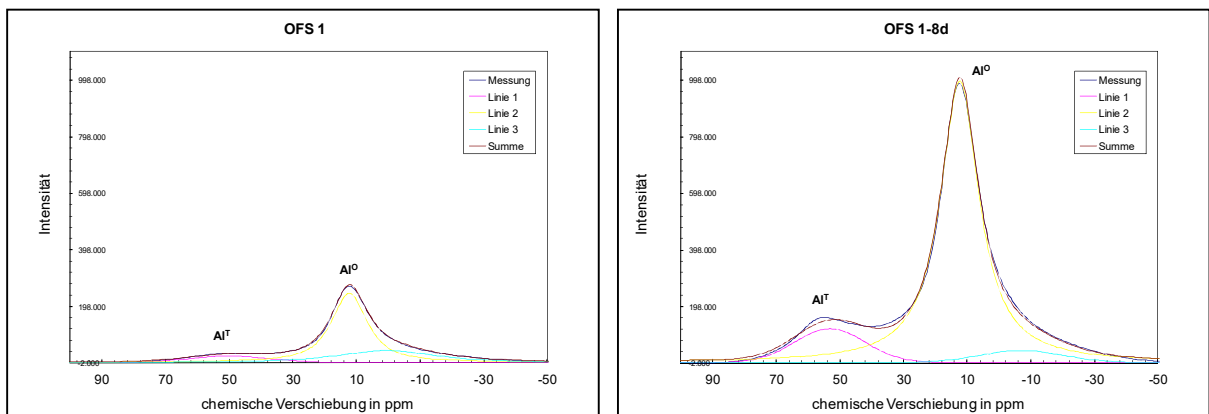 OFS 1
998.000
798.000
598.000
398.000
198.000
-2.000
Intensität
Al^T
Al^O
Messung
Linie 1
Linie 2
Linie 3
Summe
90 70 50 30 10 -10 -30 -50
chemische Verschiebung in ppm
OFS 1-8d
998.000
798.000
598.000
398.000
198.000
-2.000
Intensität
Al^T
Al^O
Messung
Linie 1
Linie 2
Linie 3
Summe
90 70 50 30 10 -10 -30 -50
chemische Verschiebung in ppm